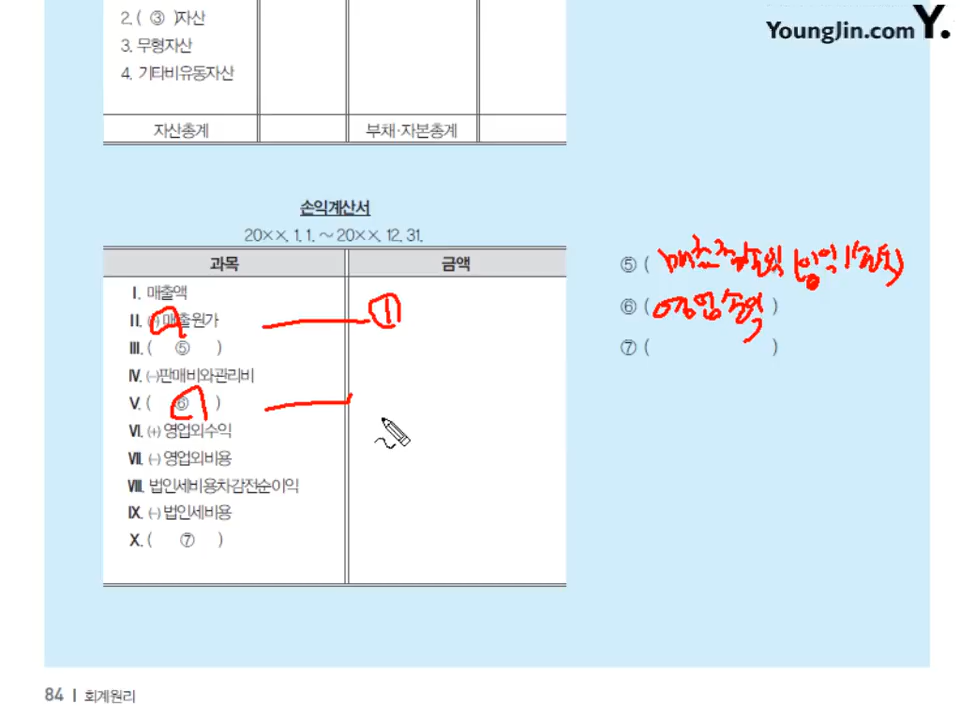 YoungJin.com Y.
2. ( ③ )자산
3. 무형자산
4. 기타비유동자산
자산총계 부채·자본총계
손익계산서
20××. 1. 1. ～20××. 12. 31.
과목 금액
Ⅰ. 매출액
Ⅱ. (-) 매출원가 ①
Ⅲ. ( ⑤ )
Ⅳ. (-)판매비와관리비
Ⅴ. ( ⑥ )
Ⅵ. (+) 영업외수익
Ⅶ. (-) 영업외비용
Ⅷ. 법인세비용차감전순이익
Ⅸ. (-) 법인세비용
Ⅹ. ( ⑦ )
⑤ ( 매출총손익
⑥ ( 영업손익 )
⑦ ( )
84 | 회계원리